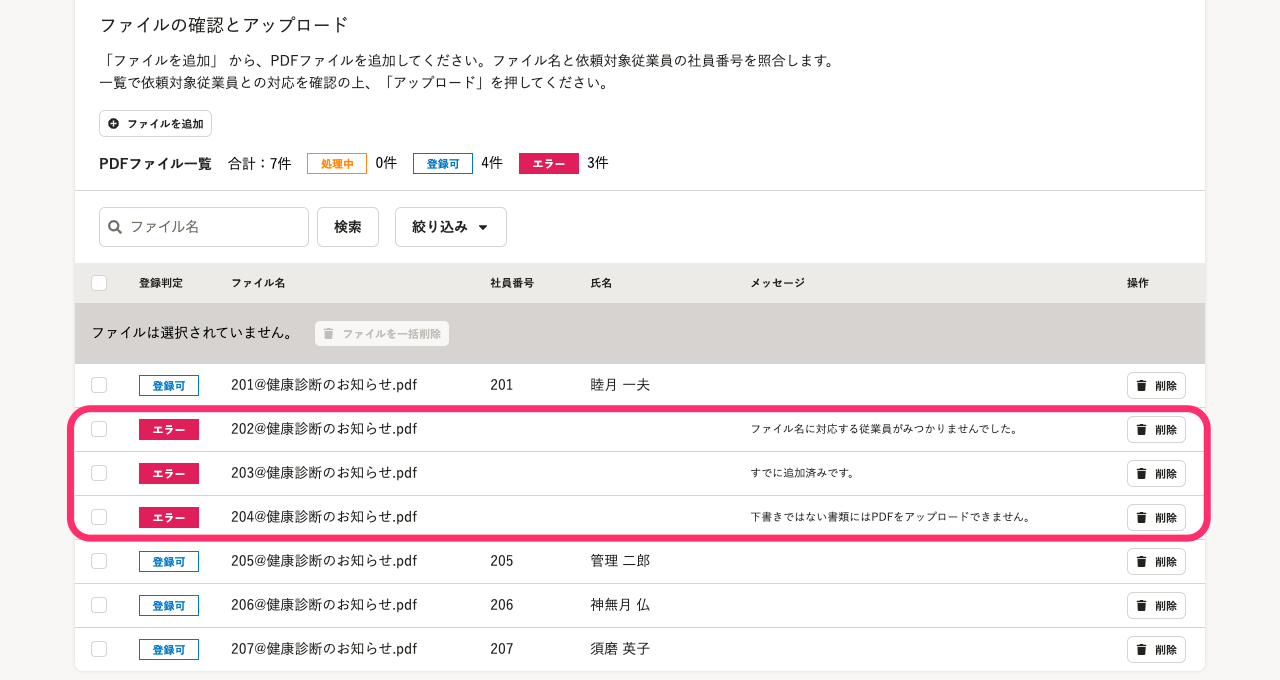 ファイルの確認とアップロード
「ファイルを追加」 から、PDFファイルを追加してください。ファイル名と依頼対象従業員の社員番号を照合します。
一覧で依頼対象従業員との対応を確認の上、「アップロード」を押してください。
ファイルを追加
PDFファイル一覧 合計：7件 処理中 0件 登録可 4件 エラー 3件
ファイル名 検索 絞り込み
登録判定 ファイル名 社員番号 氏名 メッセージ 操作
ファイルは選択されていません。 ファイルを一括削除
登録可 201@健康診断のお知らせ.pdf 201 睦月 一夫 削除
エラー 202@健康診断のお知らせ.pdf ファイル名に対応する従業員がみつかりませんでした。 削除
エラー 203@健康診断のお知らせ.pdf すでに追加済みです。 削除
エラー 204@健康診断のお知らせ.pdf 下書きではない書類にはPDFをアップロードできません。 削除
登録可 205@健康診断のお知らせ.pdf 205 管理 二郎 削除
登録可 206@健康診断のお知らせ.pdf 206 神無月 仏 削除
登録可 207@健康診断のお知らせ.pdf 207 須磨 英子 削除